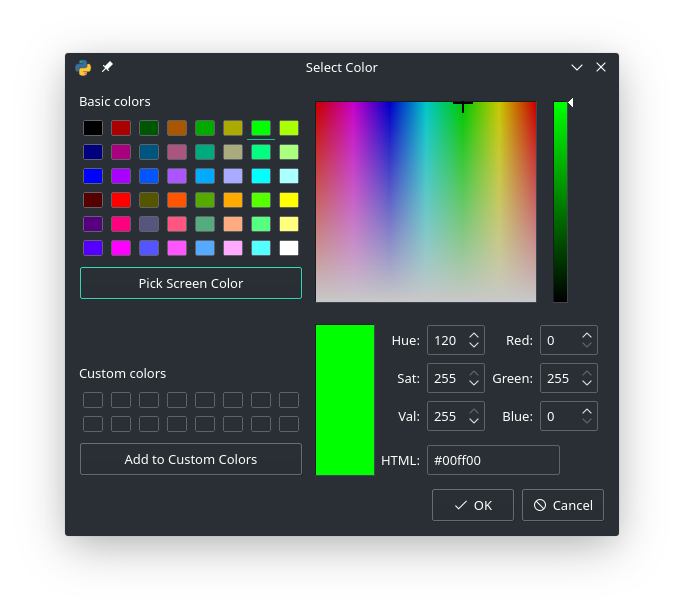 Select Color
Basic colors
Pick Screen Color
Custom colors
Add to Custom Colors
Hue: 120 Red: 0
Sat: 255 Green: 255
Val: 255 Blue: 0
HTML: #00ff00
OK Cancel